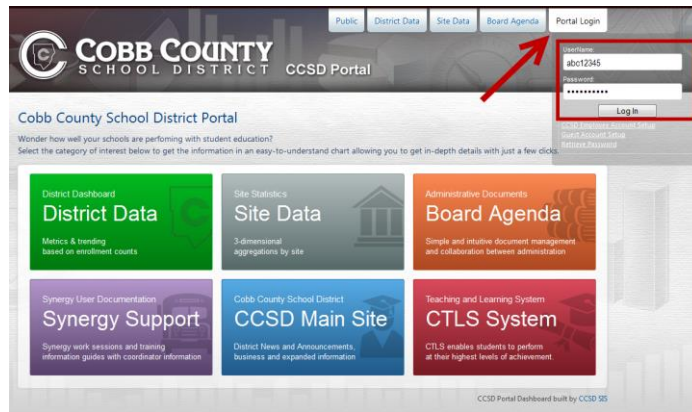 Public District Data Site Data Board Agenda Portal Login
COBB COUNTY
SCHOOL DISTRICT CCSD Portal
UserName:
abc12345
Password:
••••••••••
Log In
CCSD Employee Account Setup
Guest Account Setup
Retrieve Password
Cobb County School District Portal
Wonder how well your schools are perfoming with student education?
Select the category of interest below to get the information in an easy-to-understand chart allowing you to get in-depth details with just a few clicks.
District Dashboard
District Data
Metrics & trending
based on enrollment counts
Site Statistics
Site Data
3-dimensional
aggregations by site
Administrative Documents
Board Agenda
Simple and intuitive document management
and collaboration between administration
Synergy User Documentation
Synergy Support
Synergy work sessions and training
information guides with coordinator information
Cobb County School District
CCSD Main Site
District News and Announcements,
business and expanded information
Teaching and Learning System
CTLS System
CTLS enables students to perform
at their highest levels of achievement.
CCSD Portal Dashboard built by CCSD SIS